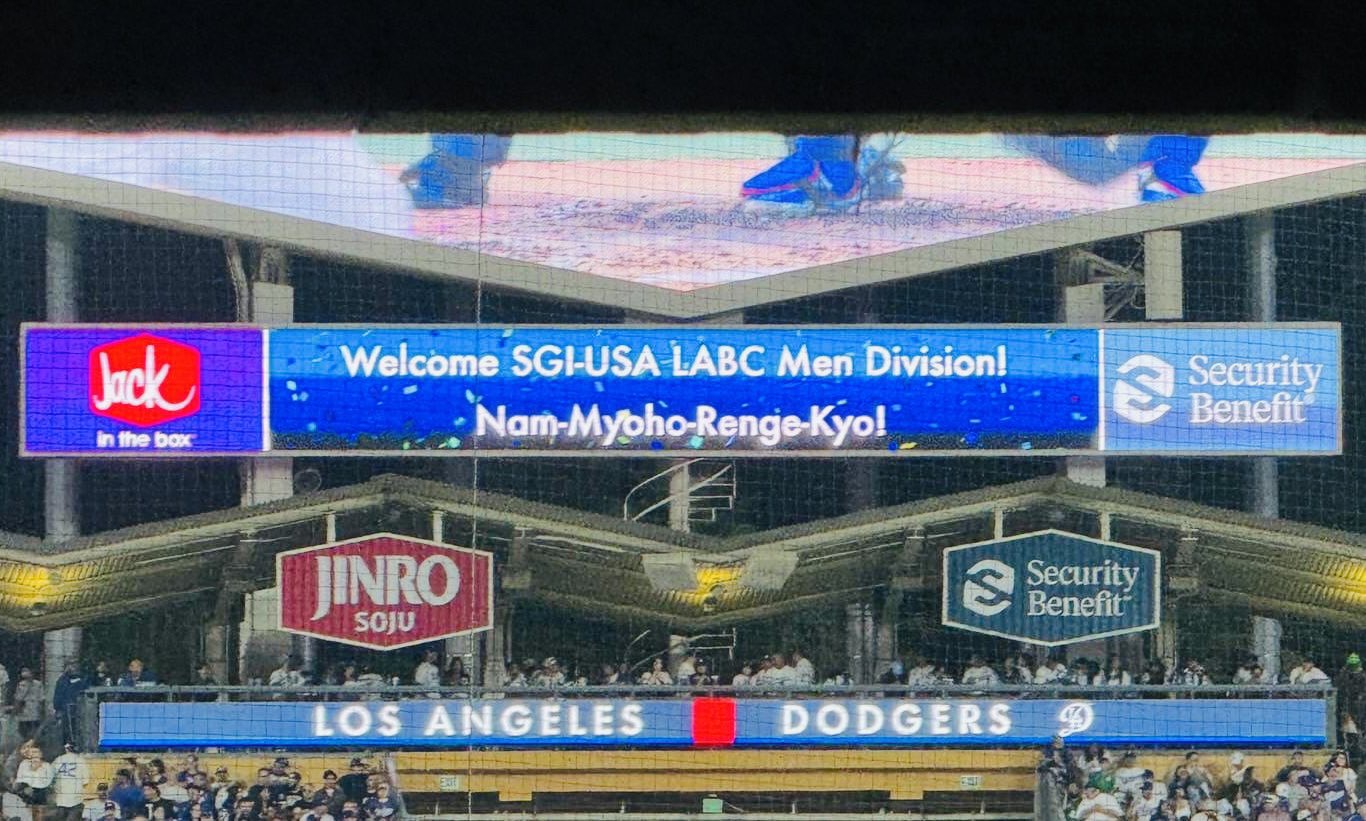 Jack
in the box
Welcome SGI-USA LABC Men Division!
Nam-Myoho-Renge-Kyo!
Security
Benefit
JINRO
SOJU
Security
Benefit
LOS ANGELES DODGERS
42